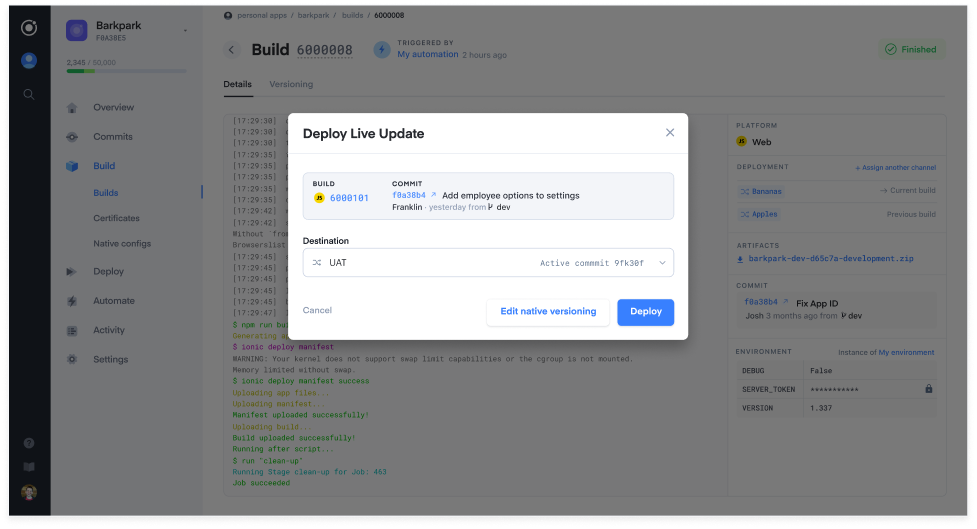 personal apps / barkpark / builds / 6000008
Barkpark
F0A38E5
2,345 / 50,000
Build 6000008
TRIGGERED BY
My automation 2 hours ago
Finished
Details Versioning
Overview
Commits
Build
Builds
Certificates
Native configs
Deploy
Automate
Activity
Settings
Deploy Live Update
BUILD
JS 6000101
COMMIT
f0a38b4 ↗ Add employee options to settings
Franklin · yesterday from dev
Destination
UAT
Active commmit 9fk30f
Cancel
Edit native versioning
Deploy
[17:29:30]
[17:29:30]
[17:29:30]
[17:29:35]
[17:29:35]
[17:29:35]
[17:29:35]
[17:29:35]
[17:29:42]
[17:29:42]
Without `from
Browserslist
[17:29:45]
[17:29:45]
[17:29:45]
[17:29:45]
[17:29:45]
[17:29:47]
$ npm run bui
Generating
$ ionic deploy manifest
WARNING: Your kernel does not support swap limit capabilities or the cgroup is not mounted.
Memory limited without swap.
$ ionic deploy manifest success
Uploading app files...
Uploading manifest...
Manifest uploaded successfully!
Uploading build...
Build uploaded successfully!
Running after script...
$ run "clean-up"
Running Stage clean-up for Job: 463
Job succeeded
PLATFORM
JS Web
DEPLOYMENT
+ Assign another channel
Bananas → Current build
Apples Previous build
ARTIFACTS
barkpark-dev-d65c7a-development.zip
COMMIT
f0a38b4 ↗ Fix App ID
Josh 3 months ago from dev
ENVIRONMENT
Instance of My environment
DEBUG False
SERVER_TOKEN ***********
VERSION 1.337